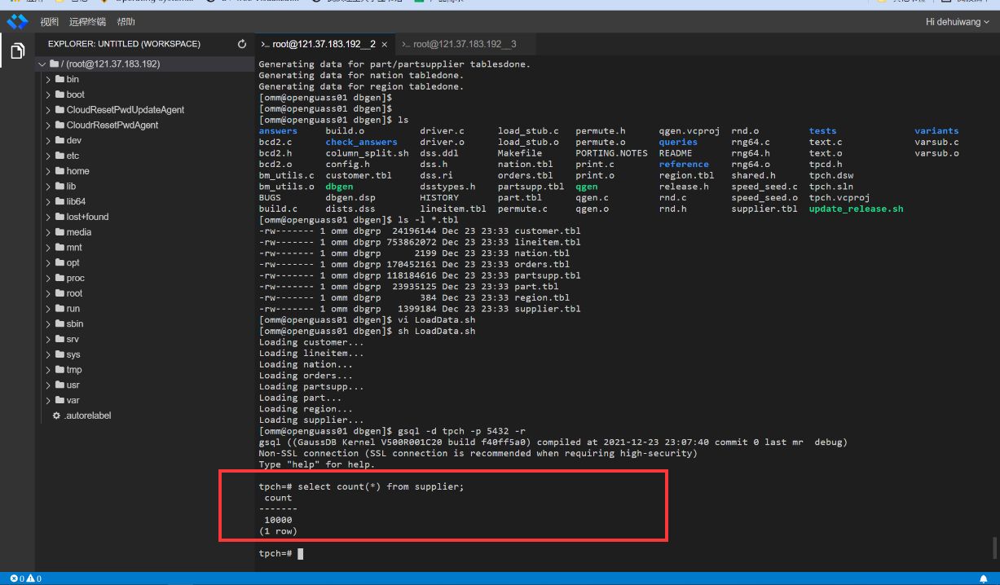 视图 远程终端 帮助 Hi dehuiwang
EXPLORER: UNTITLED (WORKSPACE)
/ (root@121.37.183.192)
bin
boot
CloudResetPwdUpdateAgent
CloudrResetPwdAgent
dev
etc
home
lib
lib64
lost+found
media
mnt
opt
proc
root
run
sbin
srv
sys
tmp
usr
var
.autorelabel
>_ root@121.37.183.192__2 × >_ root@121.37.183.192__3
Generating data for part/partsupplier tablesdone.
Generating data for nation tabledone.
Generating data for region tabledone.
[omm@openguass01 dbgen]$
[omm@openguass01 dbgen]$
[omm@openguass01 dbgen]$ ls
answers build.o driver.c load_stub.c permute.h qgen.vcproj rnd.o tests variants
bcd2.c check_answers driver.o load_stub.o permute.o queries rng64.c text.c varsub.c
bcd2.h column_split.sh dss.ddl Makefile PORTING.NOTES README rng64.h text.o varsub.o
bcd2.o config.h dss.h nation.tbl print.c reference rng64.o tpcd.h
bm_utils.c customer.tbl dss.ri orders.tbl print.o region.tbl shared.h tpch.dsw
bm_utils.o dbgen dsstypes.h partsupp.tbl qgen release.h speed_seed.c tpch.sln
BUGS dbgen.dsp HISTORY part.tbl qgen.c rnd.c speed_seed.o tpch.vcproj
build.c dists.dss lineitem.tbl permute.c qgen.o rnd.h supplier.tbl update_release.sh
[omm@openguass01 dbgen]$ ls -l *.tbl
-rw------- 1 omm dbgrp 24196144 Dec 23 23:33 customer.tbl
-rw------- 1 omm dbgrp 753862072 Dec 23 23:33 lineitem.tbl
-rw------- 1 omm dbgrp 2199 Dec 23 23:33 nation.tbl
-rw------- 1 omm dbgrp 170452161 Dec 23 23:33 orders.tbl
-rw------- 1 omm dbgrp 118184616 Dec 23 23:33 partsupp.tbl
-rw------- 1 omm dbgrp 23935125 Dec 23 23:33 part.tbl
-rw------- 1 omm dbgrp 384 Dec 23 23:33 region.tbl
-rw------- 1 omm dbgrp 1399184 Dec 23 23:33 supplier.tbl
[omm@openguass01 dbgen]$ vi LoadData.sh
[omm@openguass01 dbgen]$ sh LoadData.sh
Loading customer...
Loading lineitem...
Loading nation...
Loading orders...
Loading partsupp...
Loading part...
Loading region...
Loading supplier...
[omm@openguass01 dbgen]$ gsql -d tpch -p 5432 -r
gsql ((GaussDB Kernel V500R001C20 build f40ff5a0) compiled at 2021-12-23 23:07:40 commit 0 last mr  debug)
Non-SSL connection (SSL connection is recommended when requiring high-security)
Type "help" for help.
tpch=# select count(*) from supplier;
count
-------
10000
(1 row)
tpch=#
0 0